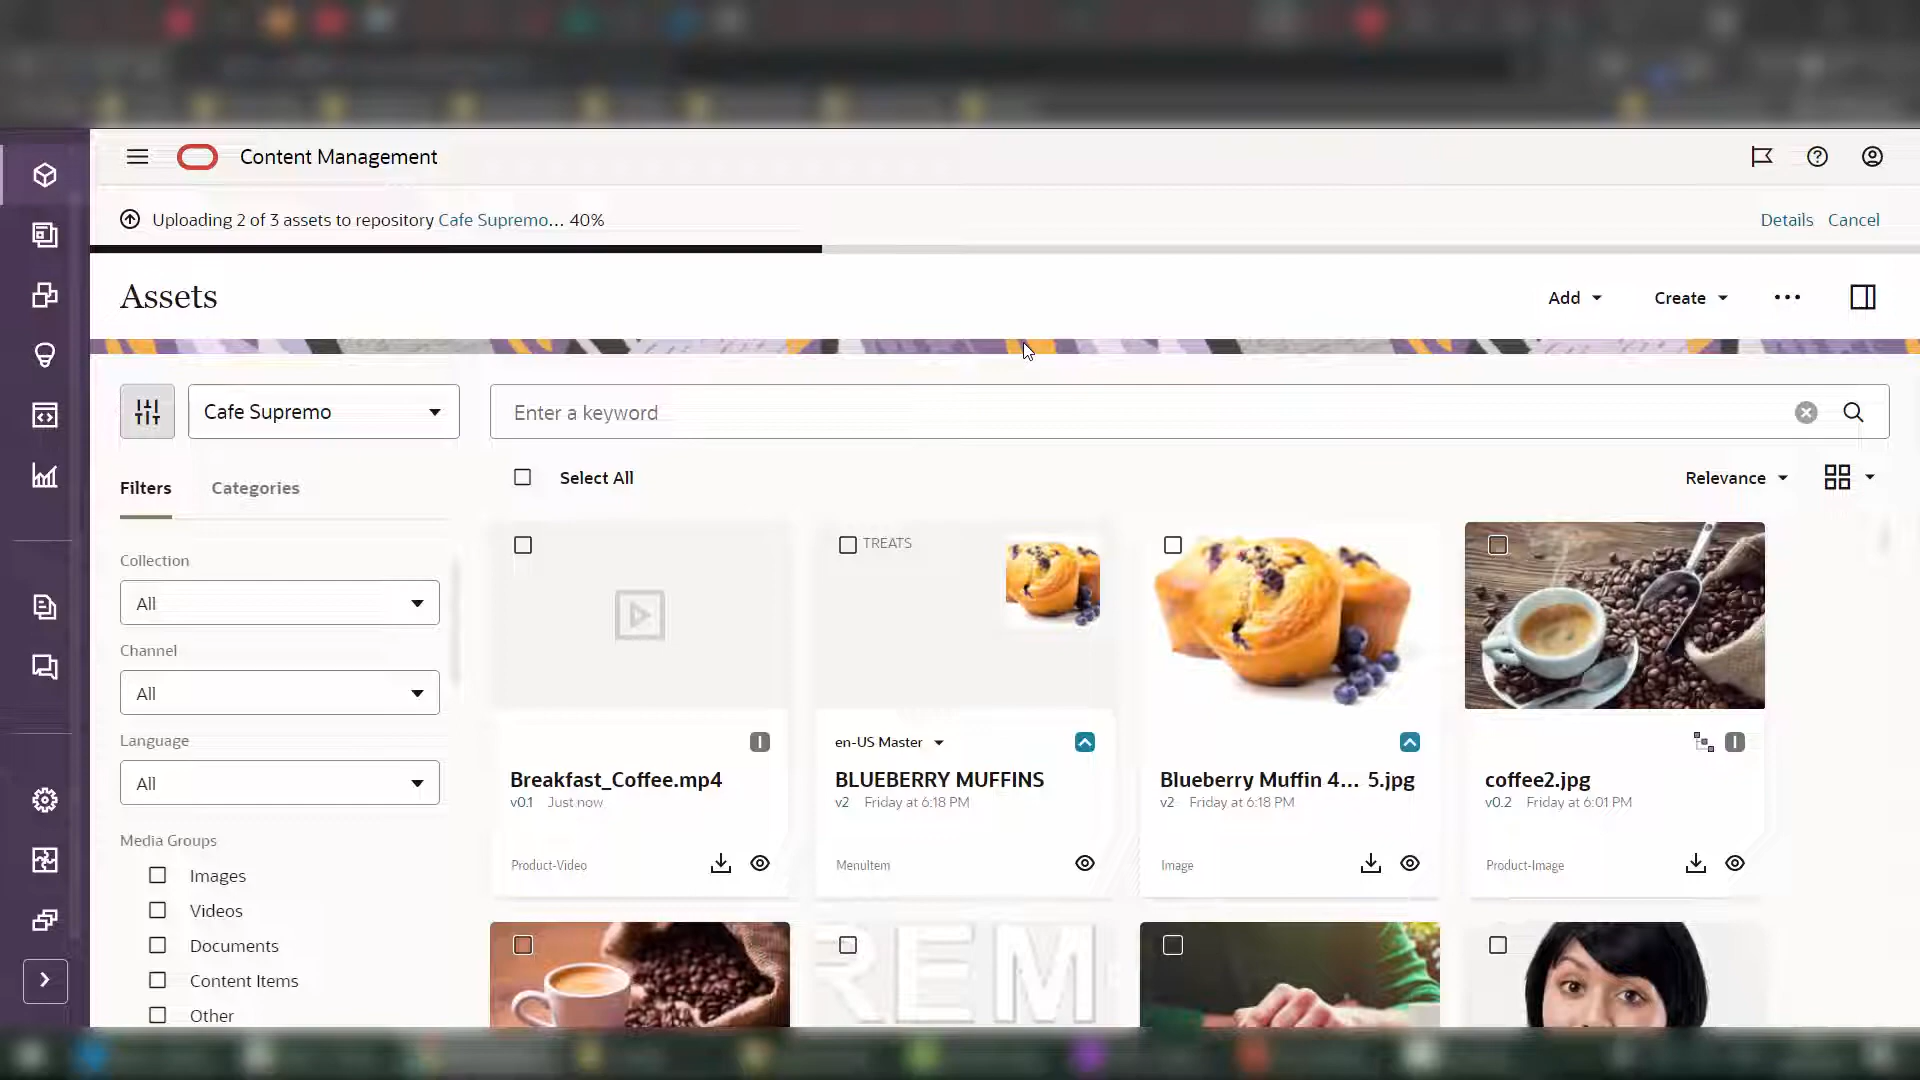 Content Management
Uploading 2 of 3 assets to repository Cafe Supremo... 40%
Details Cancel
Assets
Add Create
Cafe Supremo
Enter a keyword
Filters Categories
Select All
Relevance
Collection
All
Channel
All
Language
All
Media Groups
Images
Videos
Documents
Content Items
Other
Breakfast_Coffee.mp4
v0.1 Just now
Product-Video
TREATS
en-US Master
BLUEBERRY MUFFINS
v2 Friday at 6:18 PM
MenuItem
Blueberry Muffin 4... 5.jpg
v2 Friday at 6:18 PM
Image
coffee2.jpg
v0.2 Friday at 6:01 PM
Product-Image
REM